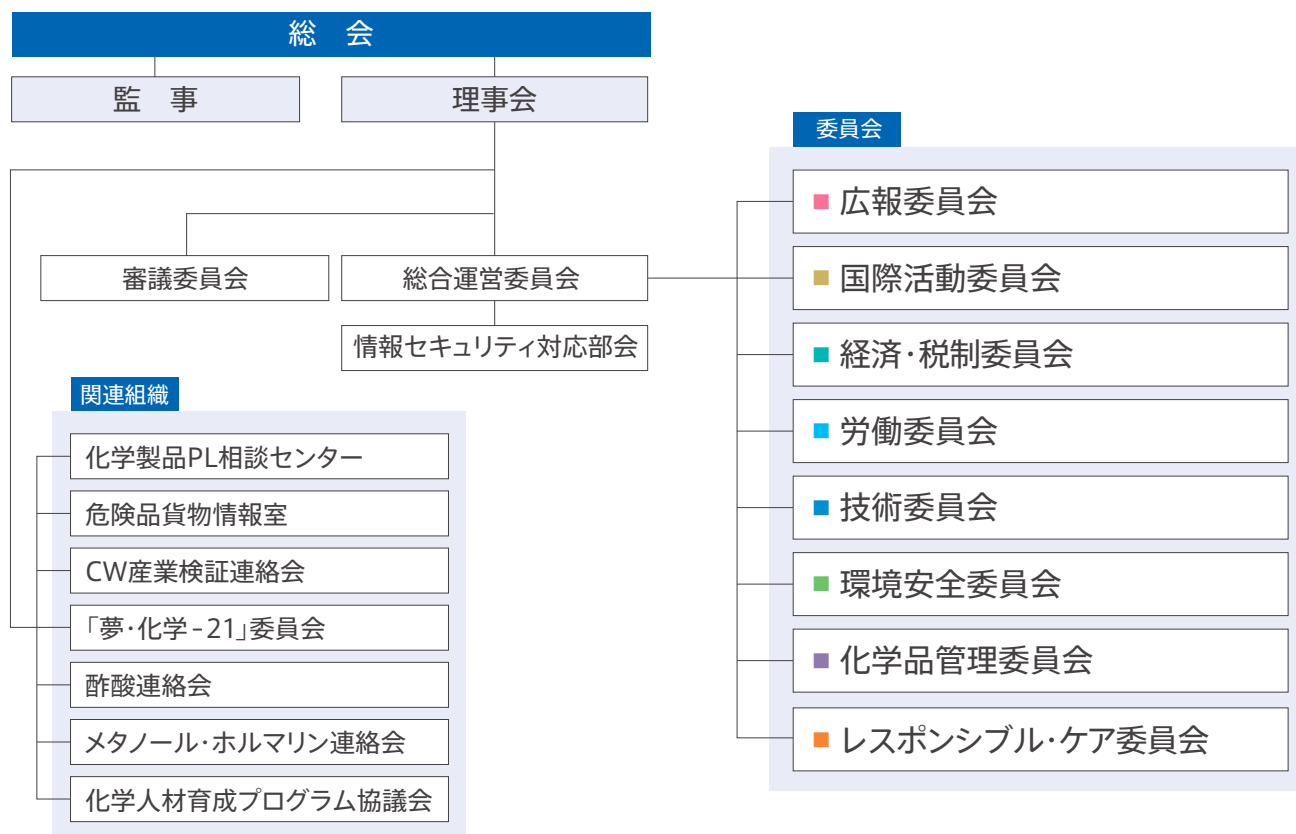 総　会
監　事
理事会
審議委員会
総合運営委員会
情報セキュリティ対応部会
関連組織
化学製品PL相談センター
危険品貨物情報室
CW産業検証連絡会
「夢・化学-21」委員会
酢酸連絡会
メタノール・ホルマリン連絡会
化学人材育成プログラム協議会
委員会
広報委員会
国際活動委員会
経済・税制委員会
労働委員会
技術委員会
環境安全委員会
化学品管理委員会
レスポンシブル・ケア委員会